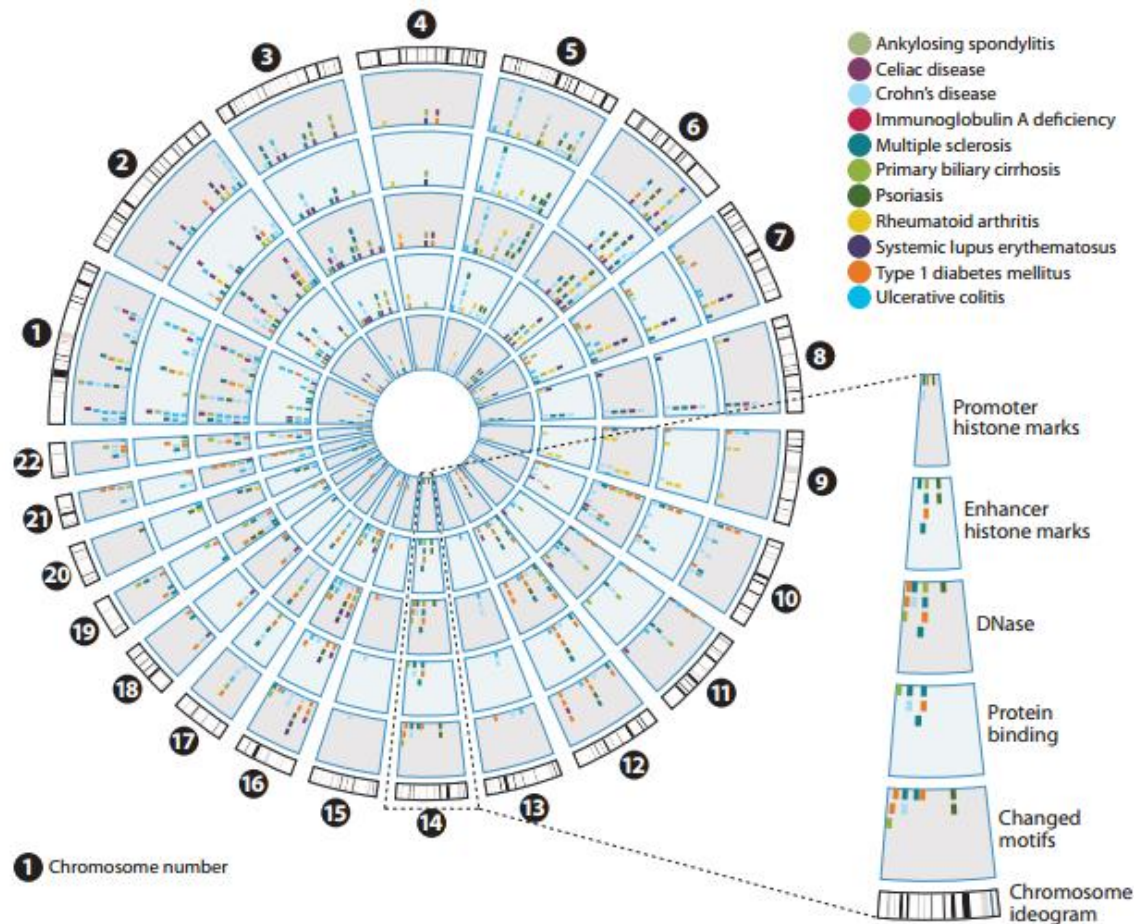 1
2
3
4
5
6
7
8
9
10
11
12
13
14
15
16
17
18
19
20
21
22
Ankylosing spondylitis
Celiac disease
Crohn's disease
Immunoglobulin A deficiency
Multiple sclerosis
Primary biliary cirrhosis
Psoriasis
Rheumatoid arthritis
Systemic lupus erythematosus
Type 1 diabetes mellitus
Ulcerative colitis
Promoter
histone marks
Enhancer
histone marks
DNase
Protein
binding
Changed
motifs
Chromosome
ideogram
1 Chromosome number